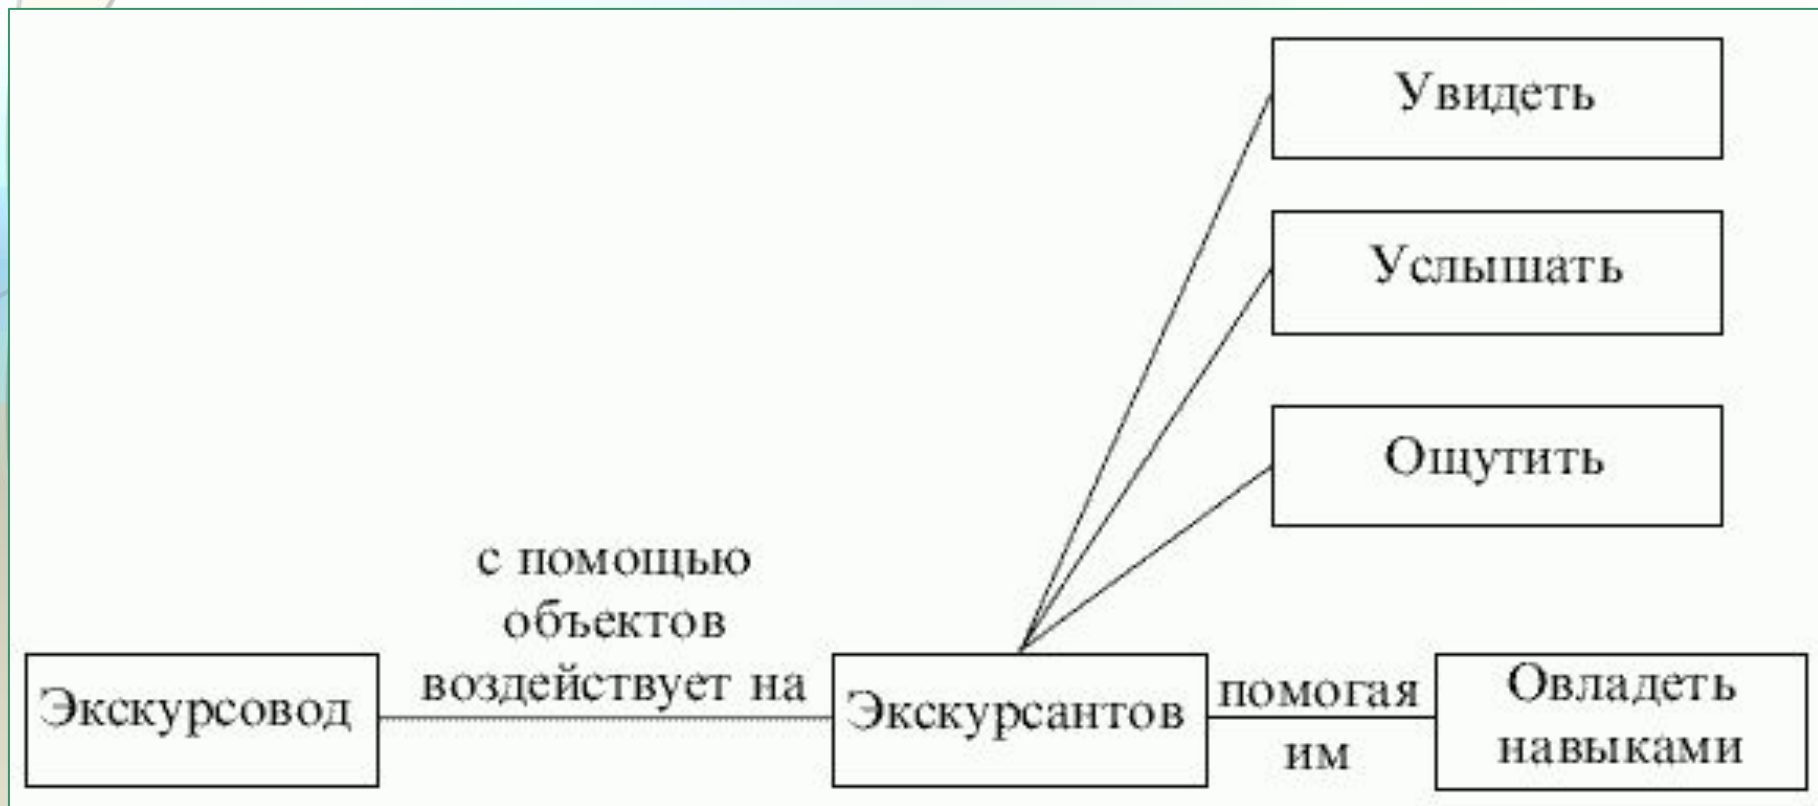 Увидеть
Услышать
Ощутить
с помощью
объектов
воздействует на
Экскурсовод
Экскурсантов
помогая
им
Овладеть
навыками